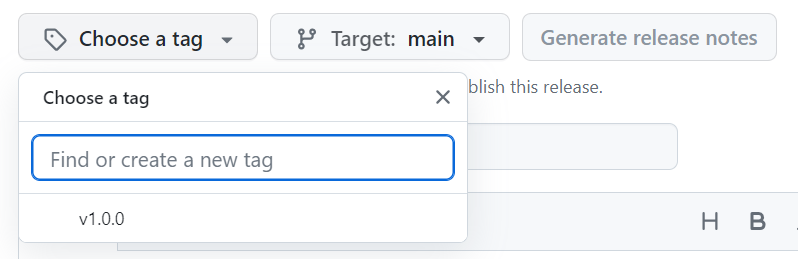 Choose a tag Target: main Generate release notes
Choose a tag
blish this release.
Find or create a new tag
v1.0.0
H B